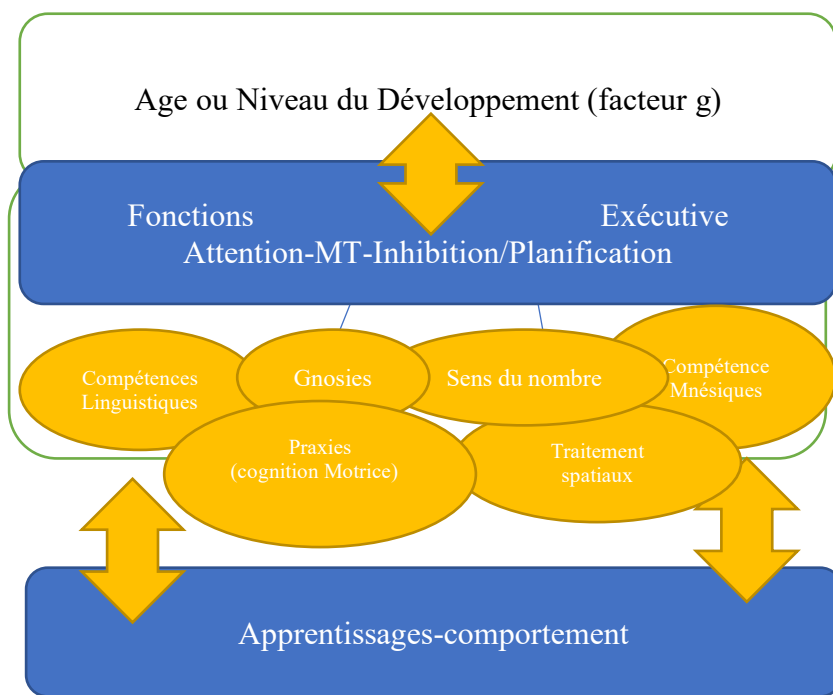 Age ou Niveau du Développement (facteur g)
Fonctions Exécutive
Attention-MT-Inhibition/Planification
Compétences
Linguistiques
Gnosies
Sens du nombre
Compétence
Mnésiques
Praxies
(cognition Motrice)
Traitement
spatiaux
Apprentissages-comportement